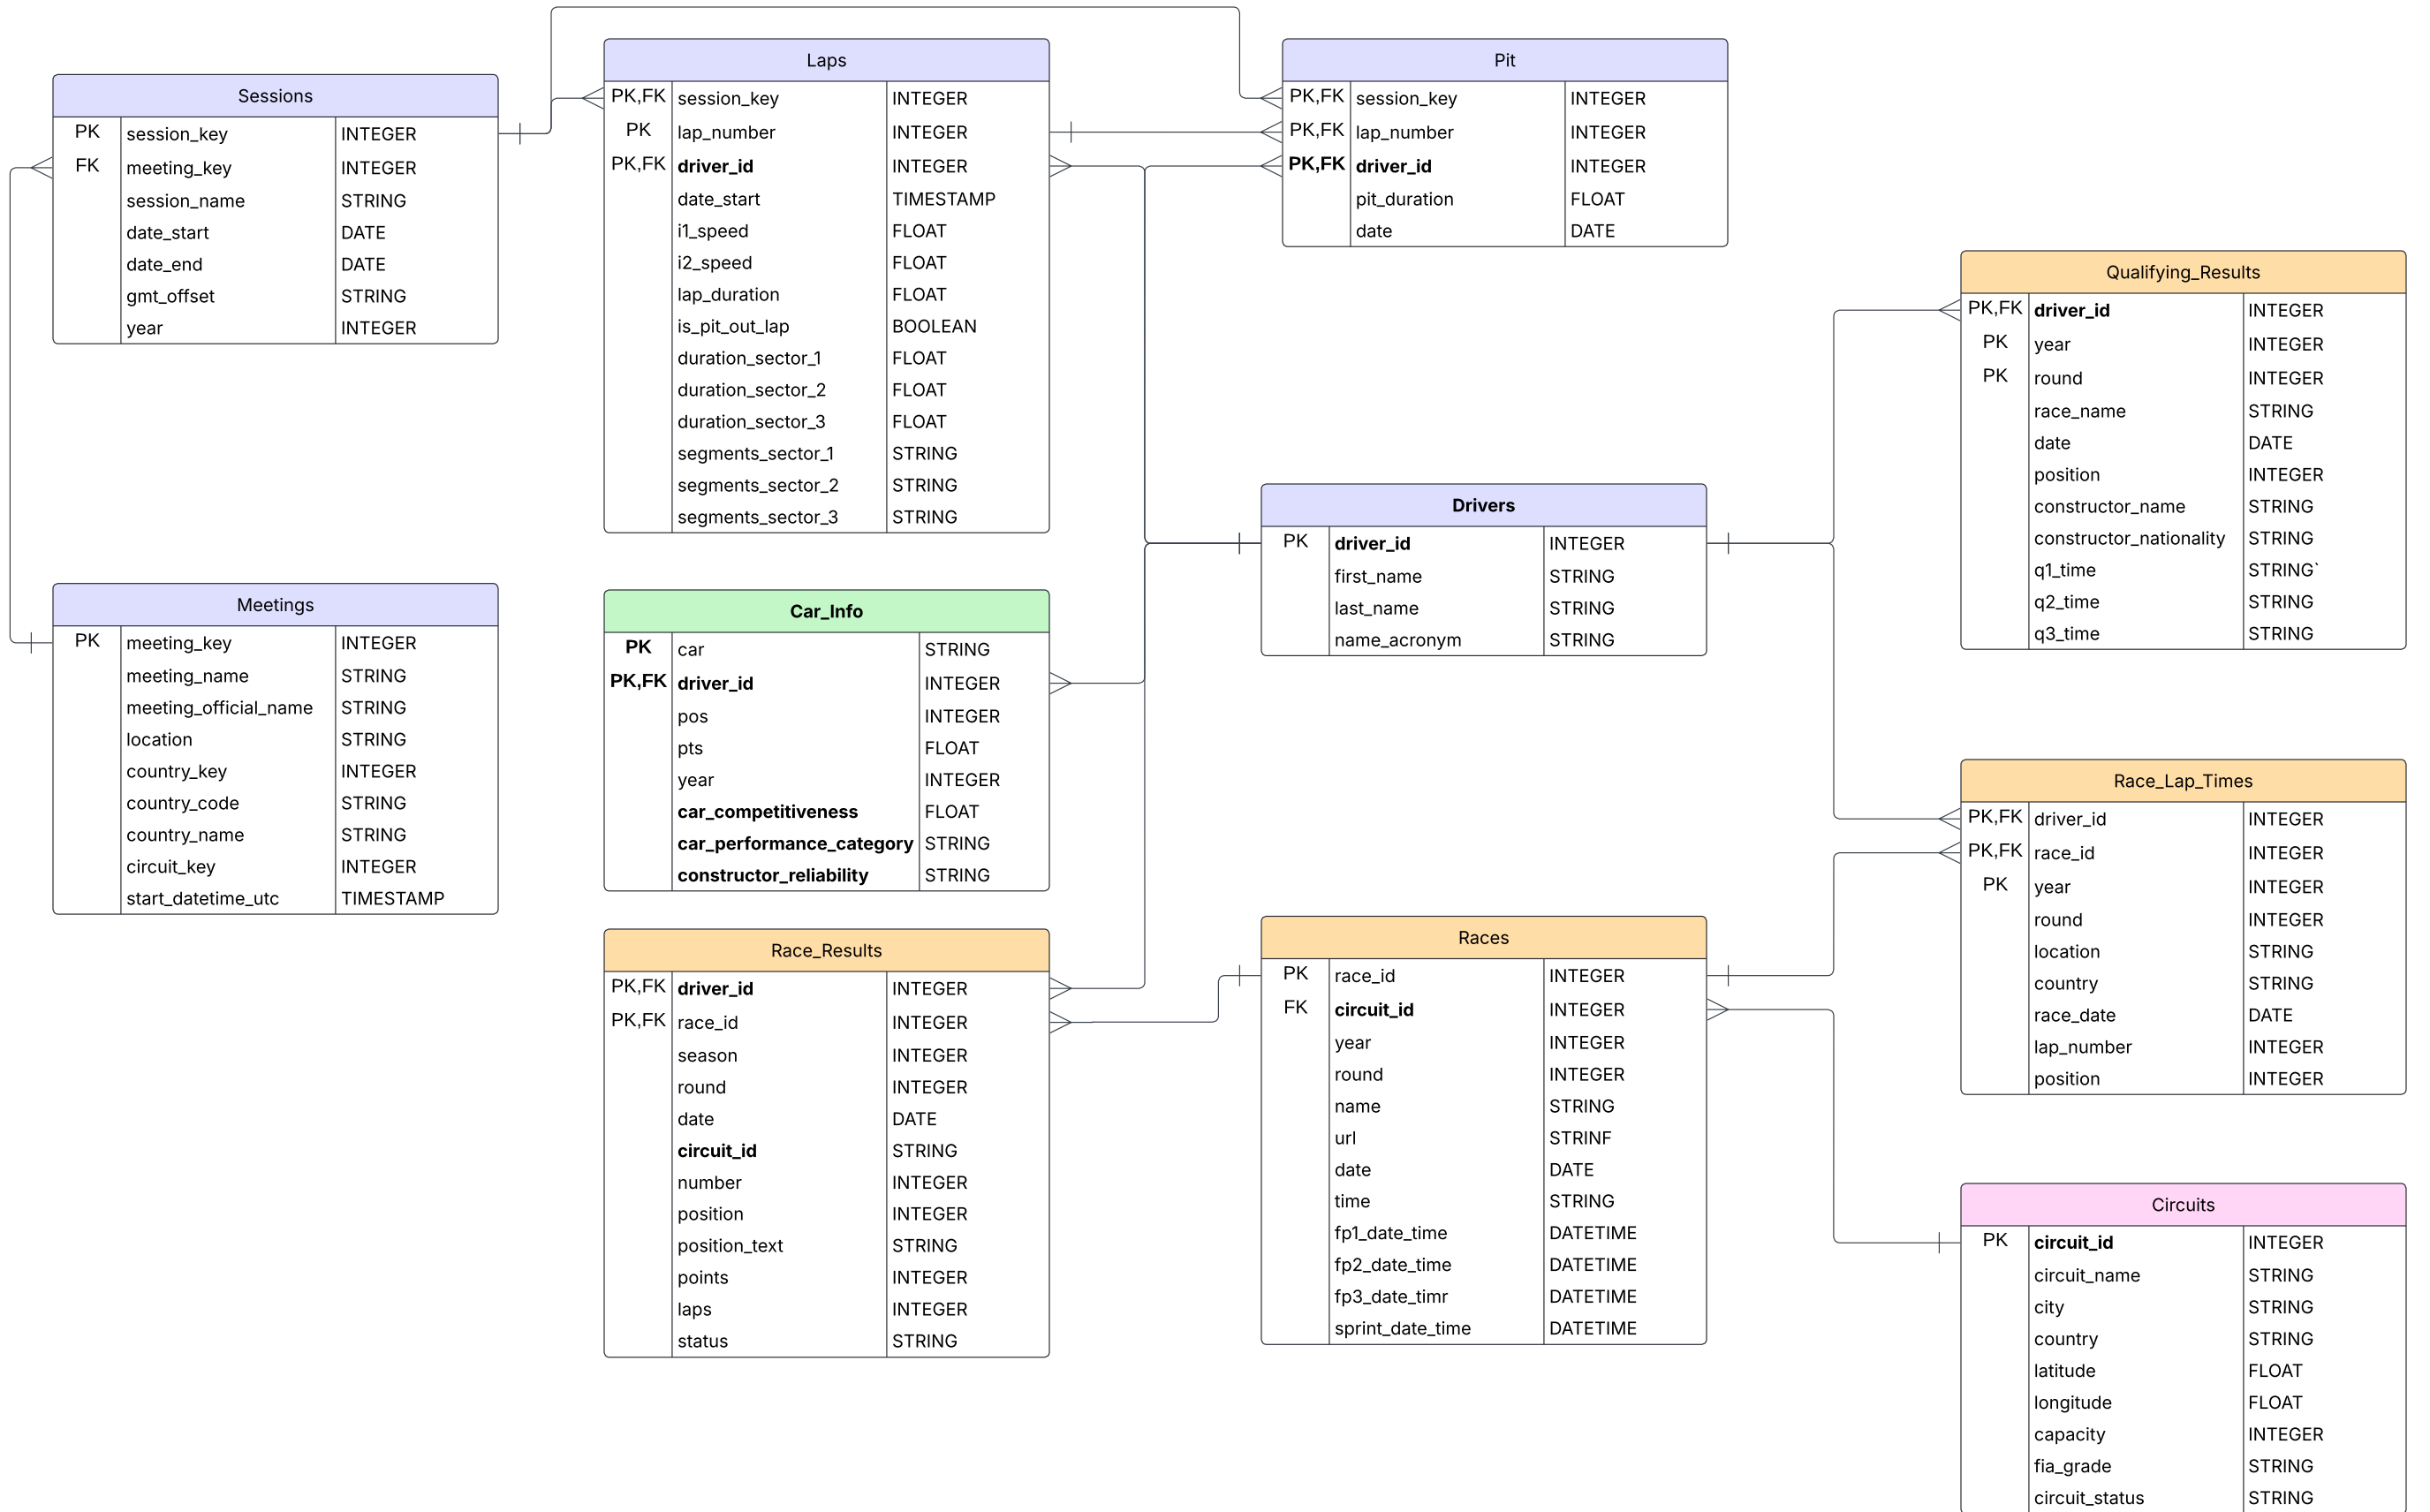 Sessions
PK session_key INTEGER
FK meeting_key INTEGER
session_name STRING
date_start DATE
date_end DATE
gmt_offset STRING
year INTEGER
Laps
PK,FK session_key INTEGER
PK lap_number INTEGER
PK,FK driver_id INTEGER
date_start TIMESTAMP
i1_speed FLOAT
i2_speed FLOAT
lap_duration FLOAT
is_pit_out_lap BOOLEAN
duration_sector_1 FLOAT
duration_sector_2 FLOAT
duration_sector_3 FLOAT
segments_sector_1 STRING
segments_sector_2 STRING
segments_sector_3 STRING
Pit
PK,FK session_key INTEGER
PK,FK lap_number INTEGER
PK,FK driver_id INTEGER
pit_duration FLOAT
date DATE
Qualifying_Results
PK,FK driver_id INTEGER
PK year INTEGER
PK round INTEGER
race_name STRING
date DATE
position INTEGER
constructor_name STRING
constructor_nationality STRING
q1_time STRING`
q2_time STRING
q3_time STRING
Drivers
PK driver_id INTEGER
first_name STRING
last_name STRING
name_acronym STRING
Meetings
PK meeting_key INTEGER
meeting_name STRING
meeting_official_name STRING
location STRING
country_key INTEGER
country_code STRING
country_name STRING
circuit_key INTEGER
start_datetime_utc TIMESTAMP
Car_Info
PK car STRING
PK,FK driver_id INTEGER
pos INTEGER
pts FLOAT
year INTEGER
car_competitiveness FLOAT
car_performance_category STRING
constructor_reliability STRING
Race_Lap_Times
PK,FK driver_id INTEGER
PK,FK race_id INTEGER
PK year INTEGER
round INTEGER
location STRING
country STRING
race_date DATE
lap_number INTEGER
position INTEGER
Race_Results
PK,FK driver_id INTEGER
PK,FK race_id INTEGER
season INTEGER
round INTEGER
date DATE
circuit_id STRING
number INTEGER
position INTEGER
position_text STRING
points INTEGER
laps INTEGER
status STRING
Races
PK race_id INTEGER
FK circuit_id INTEGER
year INTEGER
round INTEGER
name STRING
url STRINF
date DATE
time STRING
fp1_date_time DATETIME
fp2_date_time DATETIME
fp3_date_timr DATETIME
sprint_date_time DATETIME
Circuits
PK circuit_id INTEGER
circuit_name STRING
city STRING
country STRING
latitude FLOAT
longitude FLOAT
capacity INTEGER
fia_grade STRING
circuit_status STRING